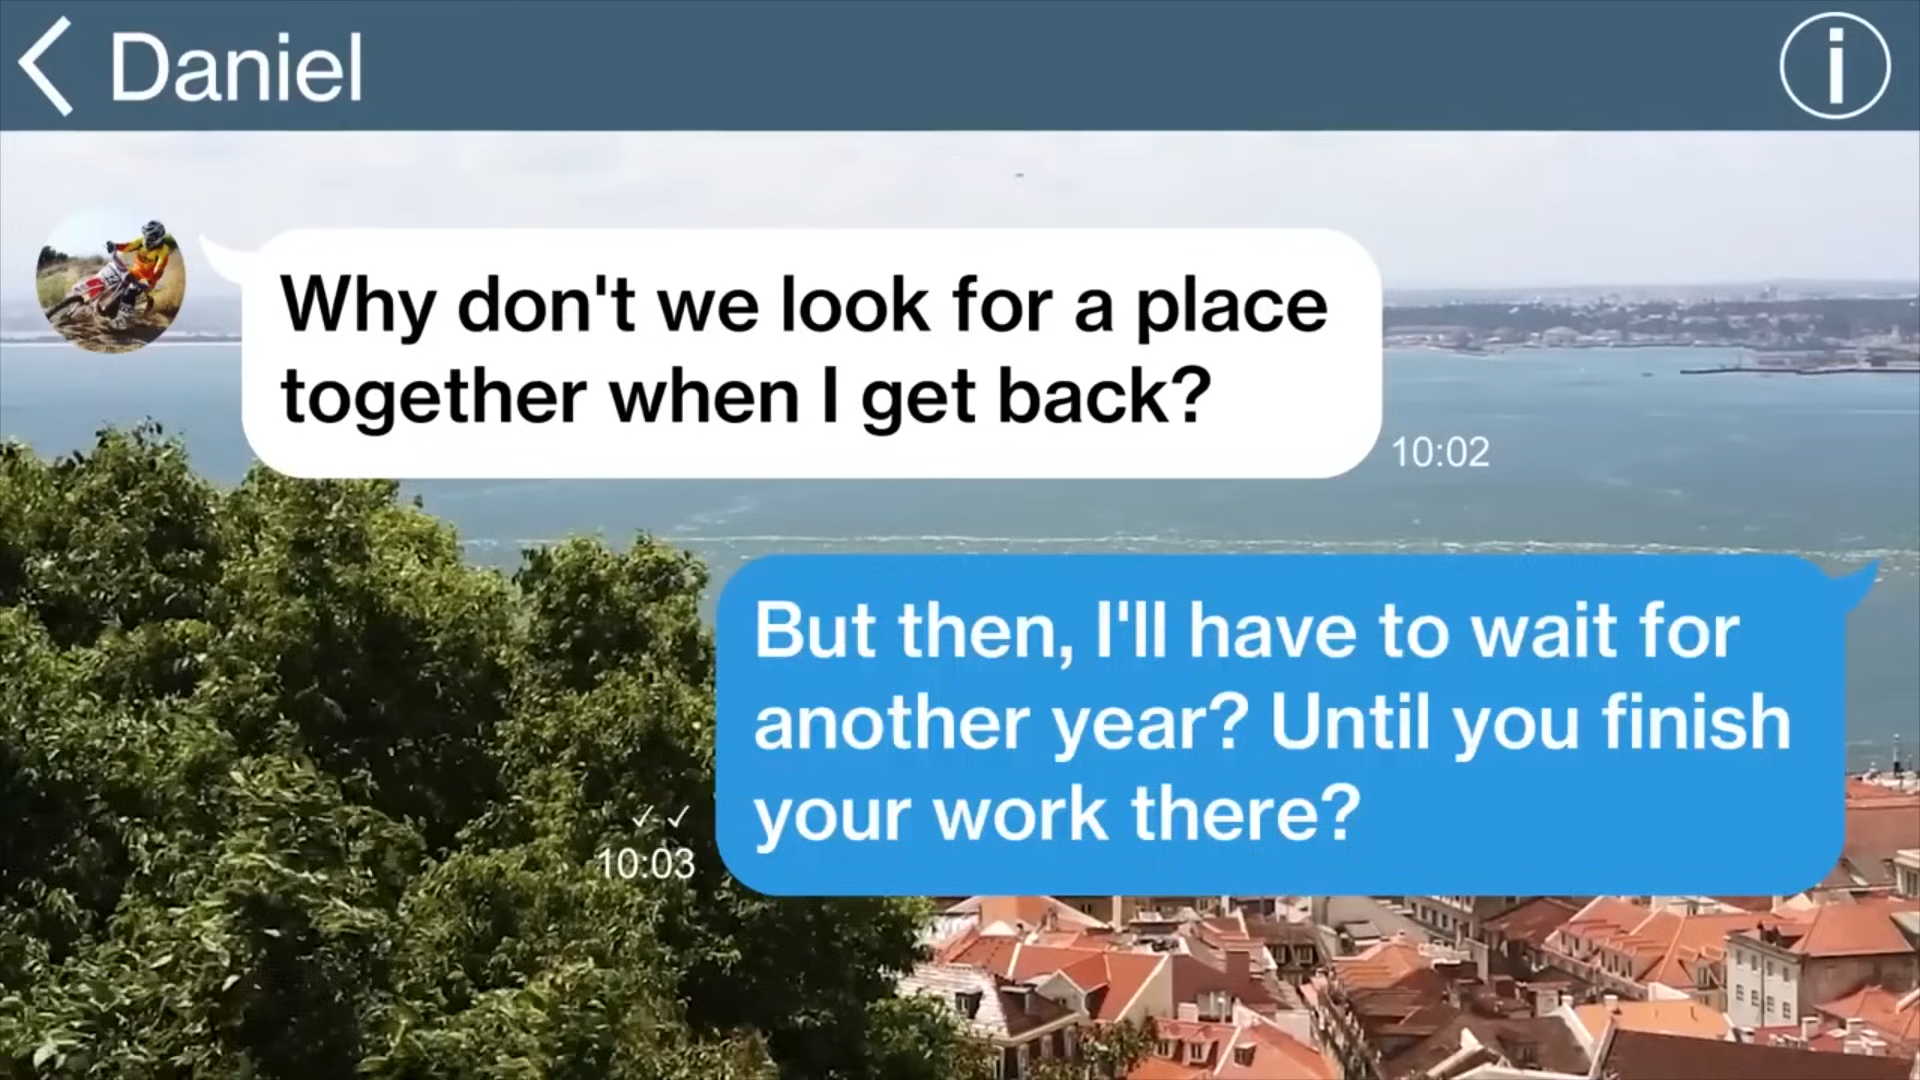 Daniel
Why don't we look for a place
together when I get back?
10:02
But then, I'll have to wait for
another year? Until you finish
your work there?
10:03